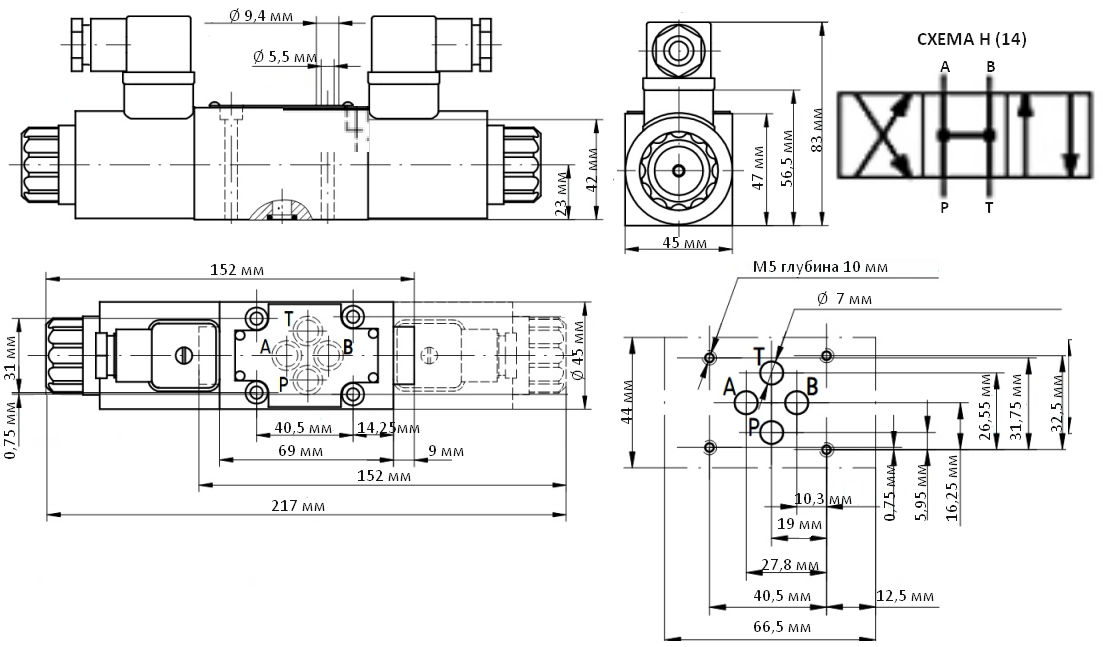 Ø 9,4 мм
Ø 5,5 мм
23 мм
42 мм
47 мм
56,5 мм
83 мм
45 мм
СХЕМА H (14)
A B
P T
152 мм
31 мм
0,75 мм
T
A B
P
Ø 45 мм
40,5 мм
14,25мм
69 мм
9 мм
152 мм
217 мм
М5 глубина 10 мм
Ø 7 мм
44 мм
T
A B
P
26,55 мм
31,75 мм
32,5 мм
0,75 мм
5,95 мм
16,25 мм
10,3 мм
19 мм
27,8 мм
40,5 мм
12,5 мм
66,5 мм